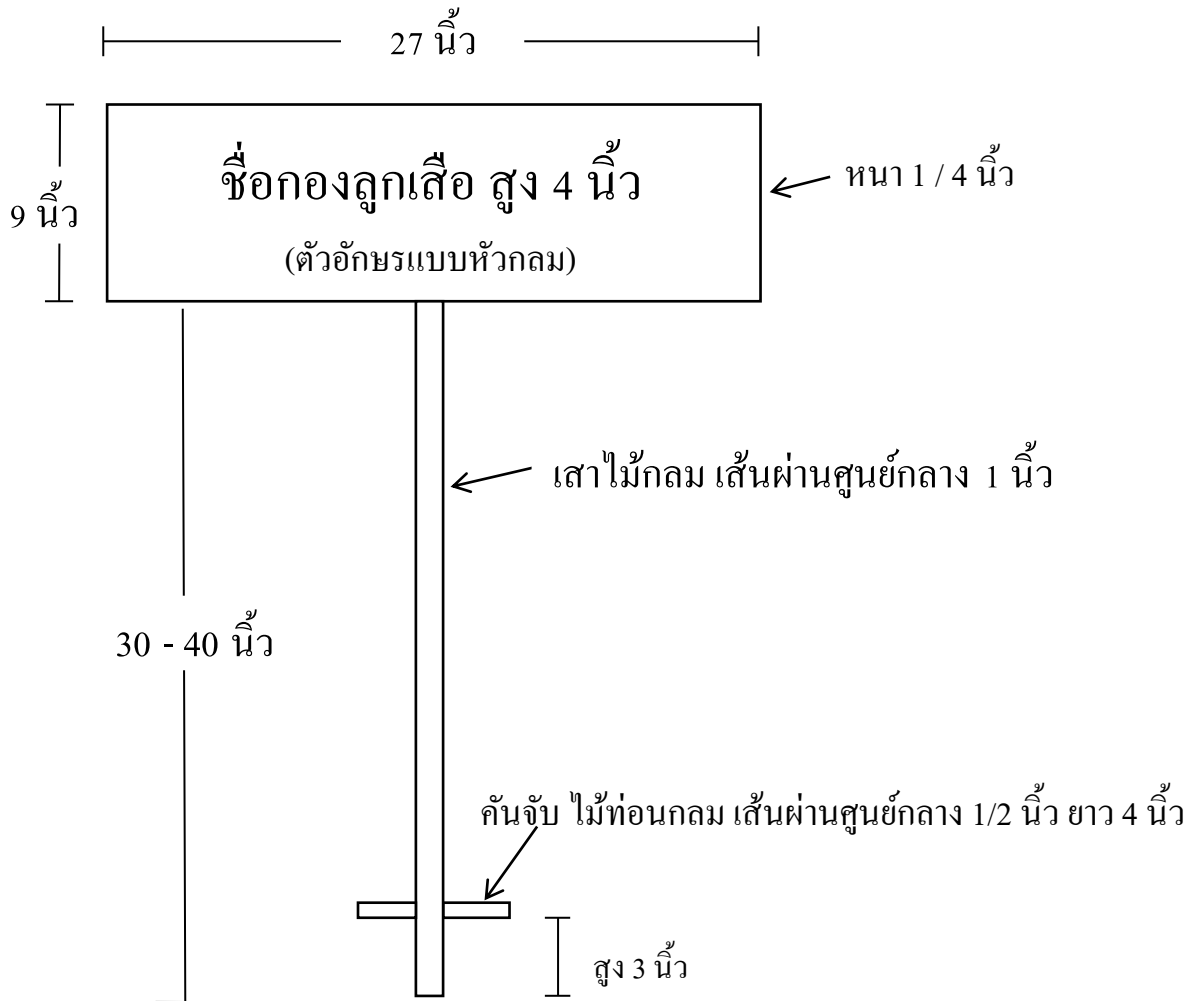 27 นิ้ว
ชื่อกองลูกเสือ สูง 4 นิ้ว
(ตัวอักษรแบบหัวกลม)
9 นิ้ว
หนา 1 / 4 นิ้ว
เสาไม้กลม เส้นผ่านศูนย์กลาง 1 นิ้ว
30 - 40 นิ้ว
คันจับ ไม้ท่อนกลม เส้นผ่านศูนย์กลาง 1/2 นิ้ว ยาว 4 นิ้ว
สูง 3 นิ้ว